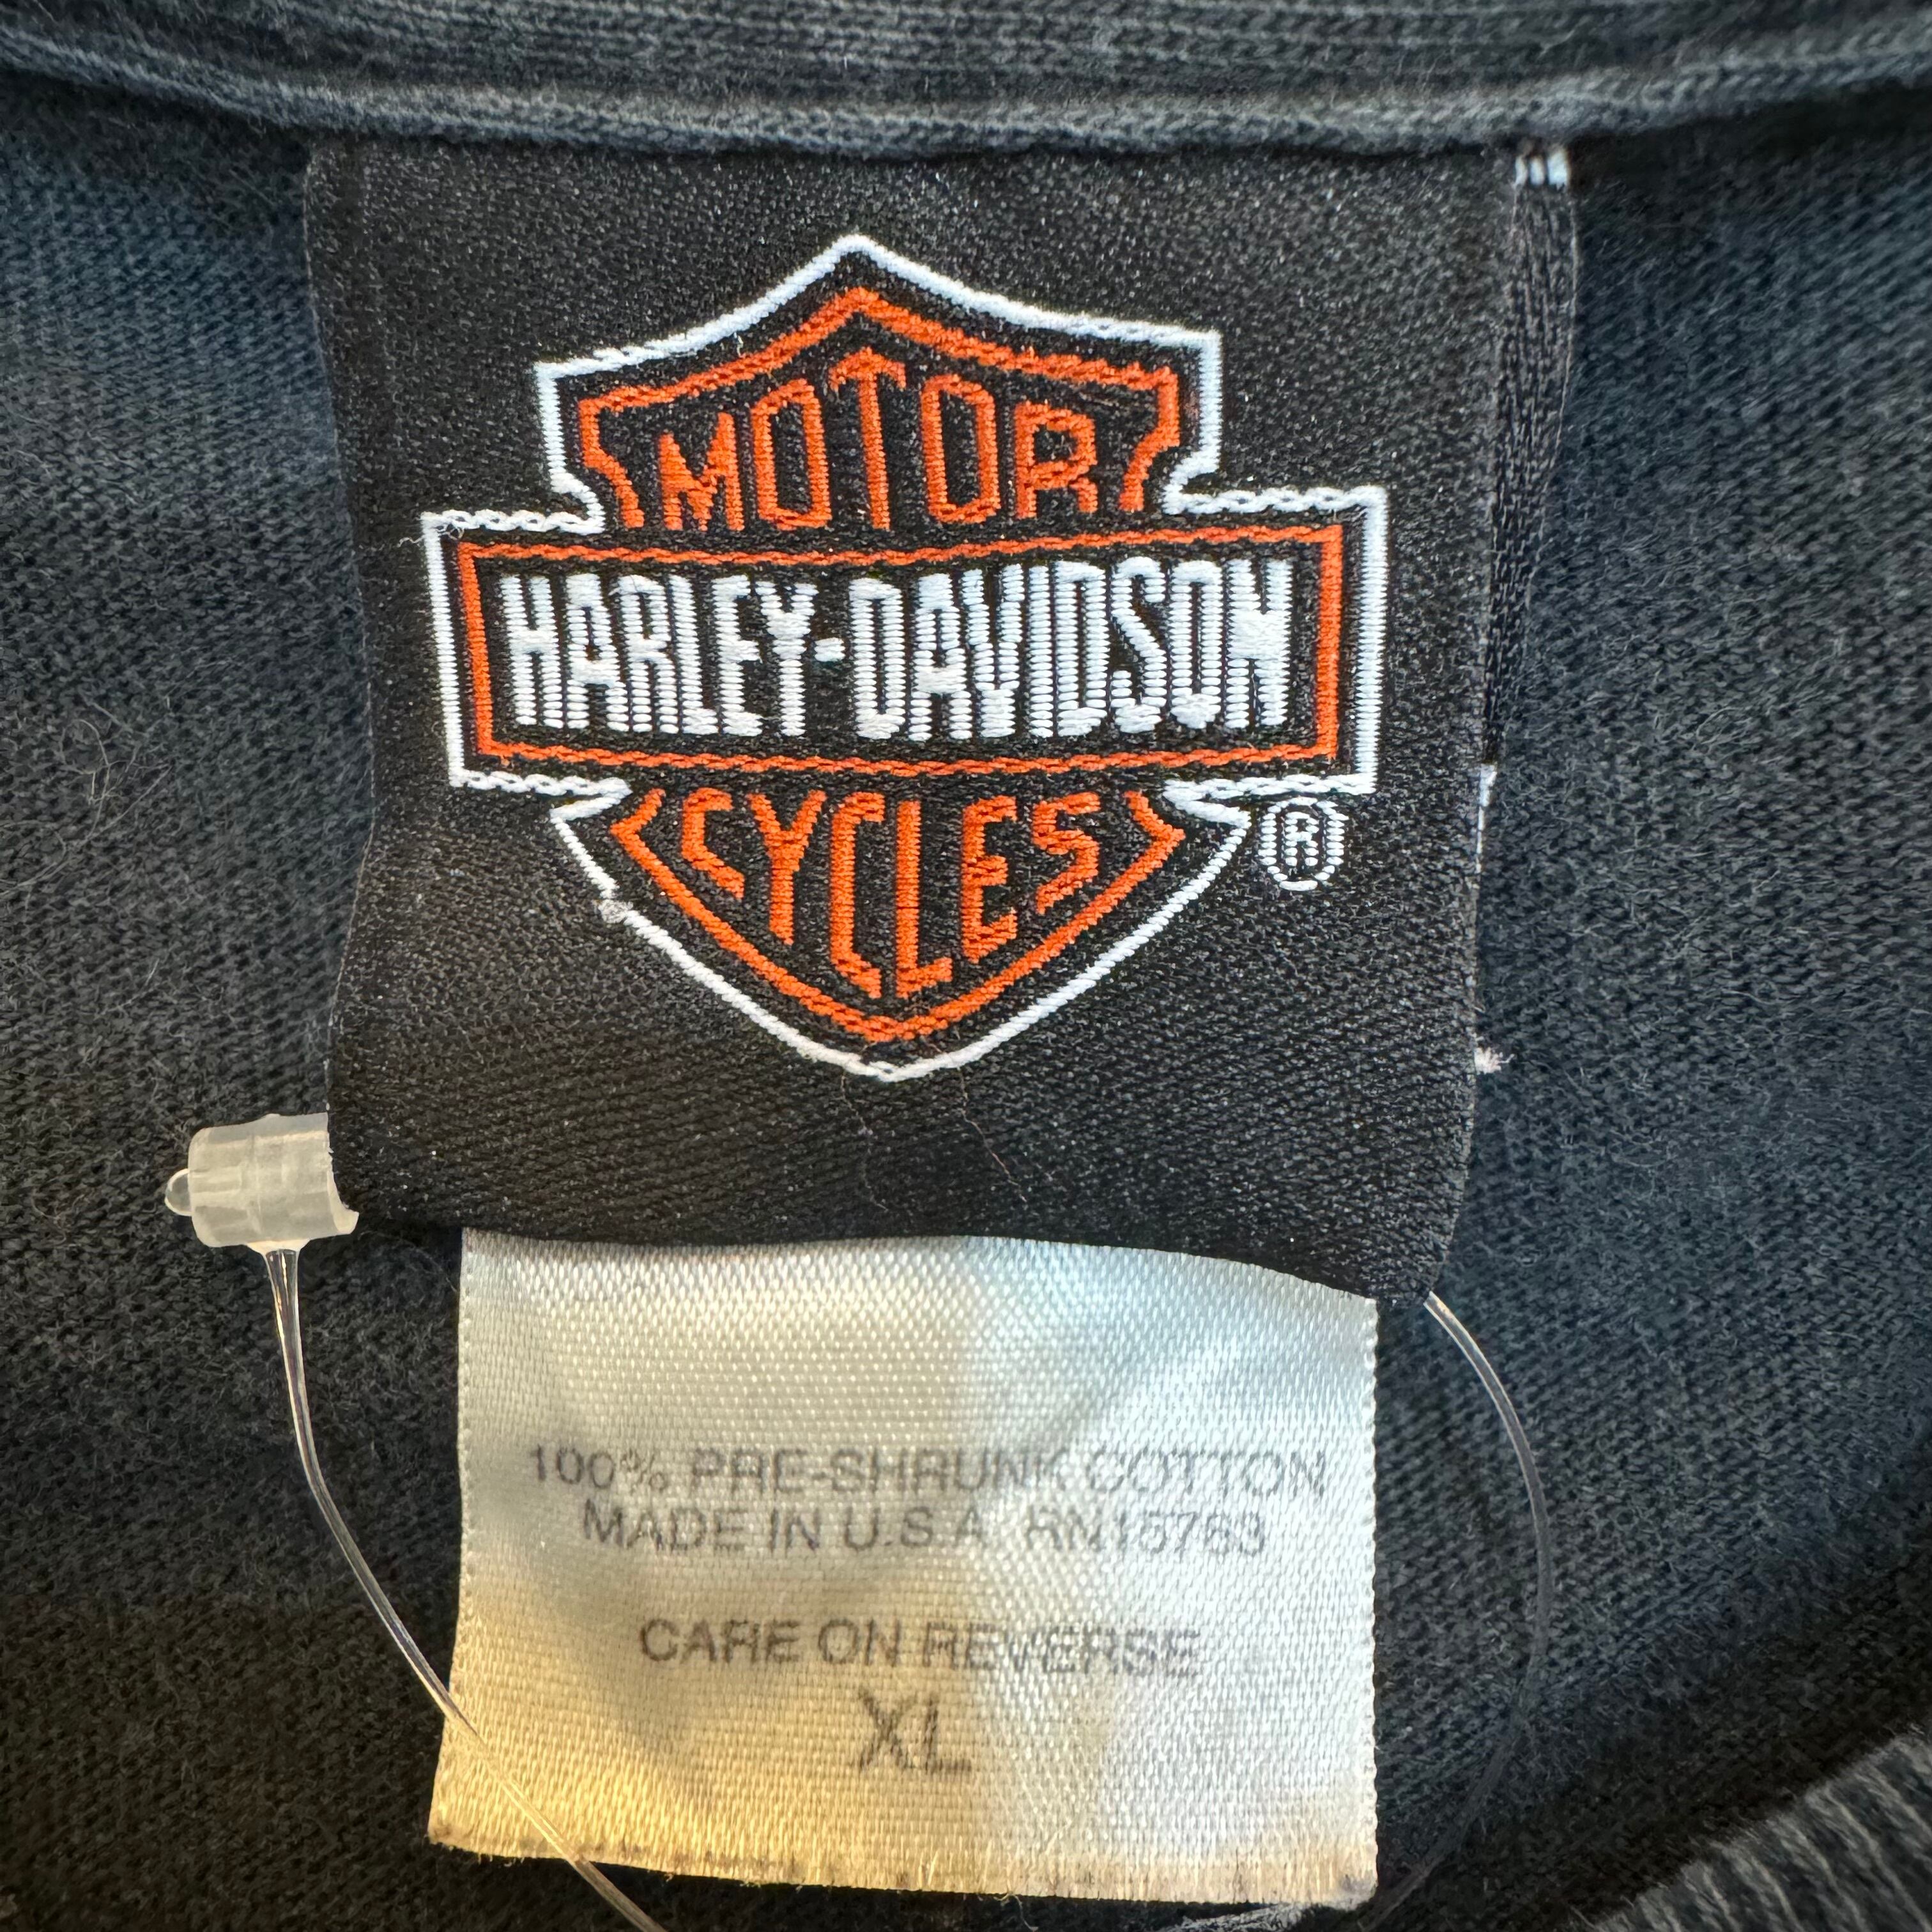 MOTOR
HARLEY-DAVIDSON
CYCLES
®
100% PRE-SHRUNK COTTON
MADE IN U.S.A. RN15763
CARE ON REVERSE
XL